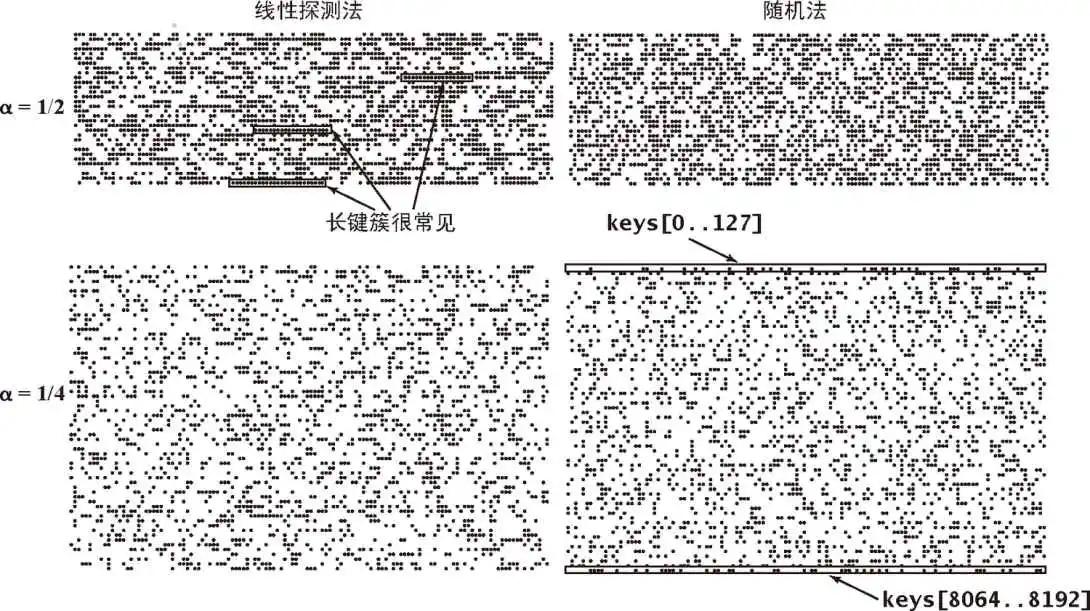 线性探测法
随机法
α = 1/2
长键簇很常见
keys[0..127]
α = 1/4
keys[8064..8192]